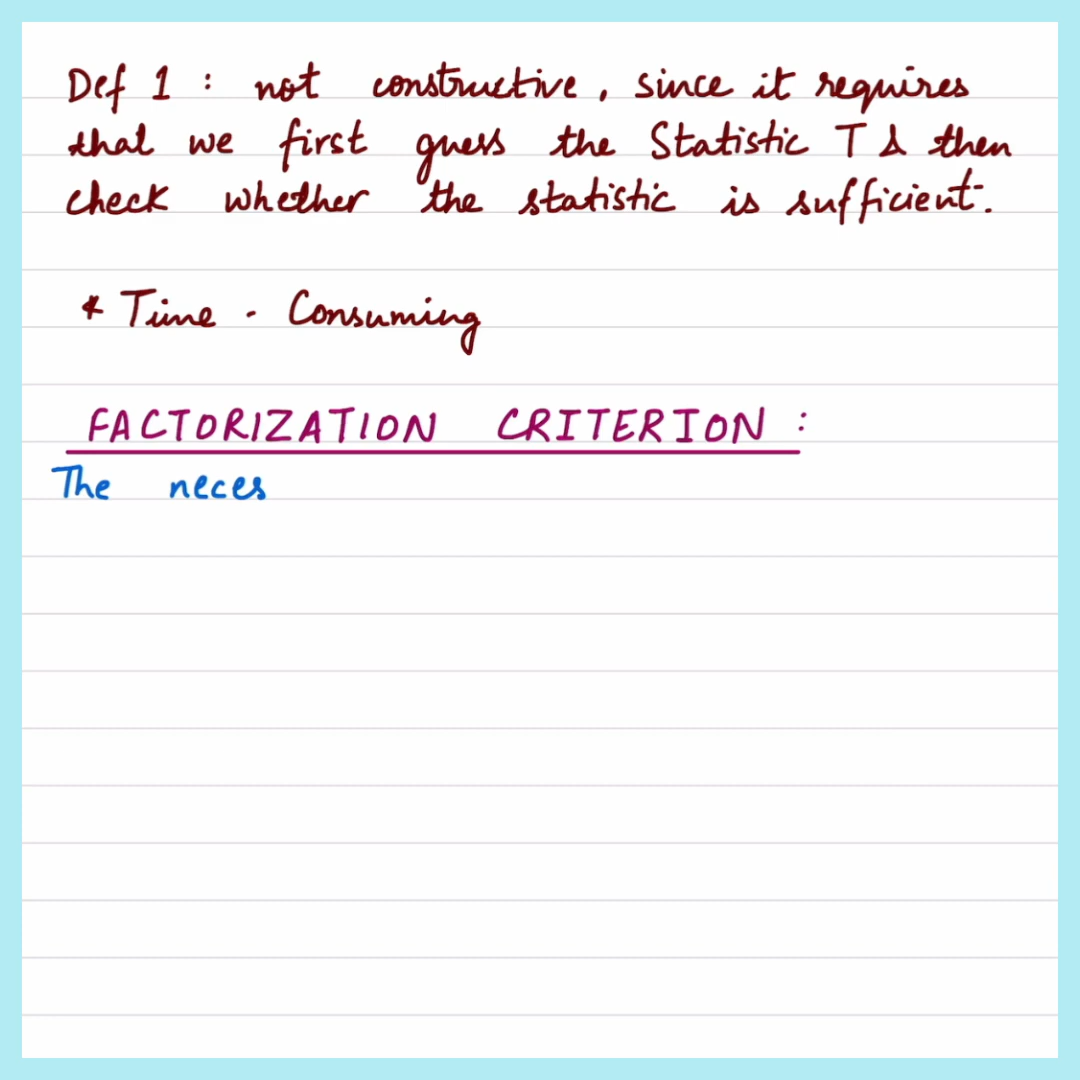 Def 1 : not constructive, since it requires
that we first guess the Statistic T & then
check whether the statistic is sufficient.
* Time - Consuming
FACTORIZATION CRITERION :
The neces